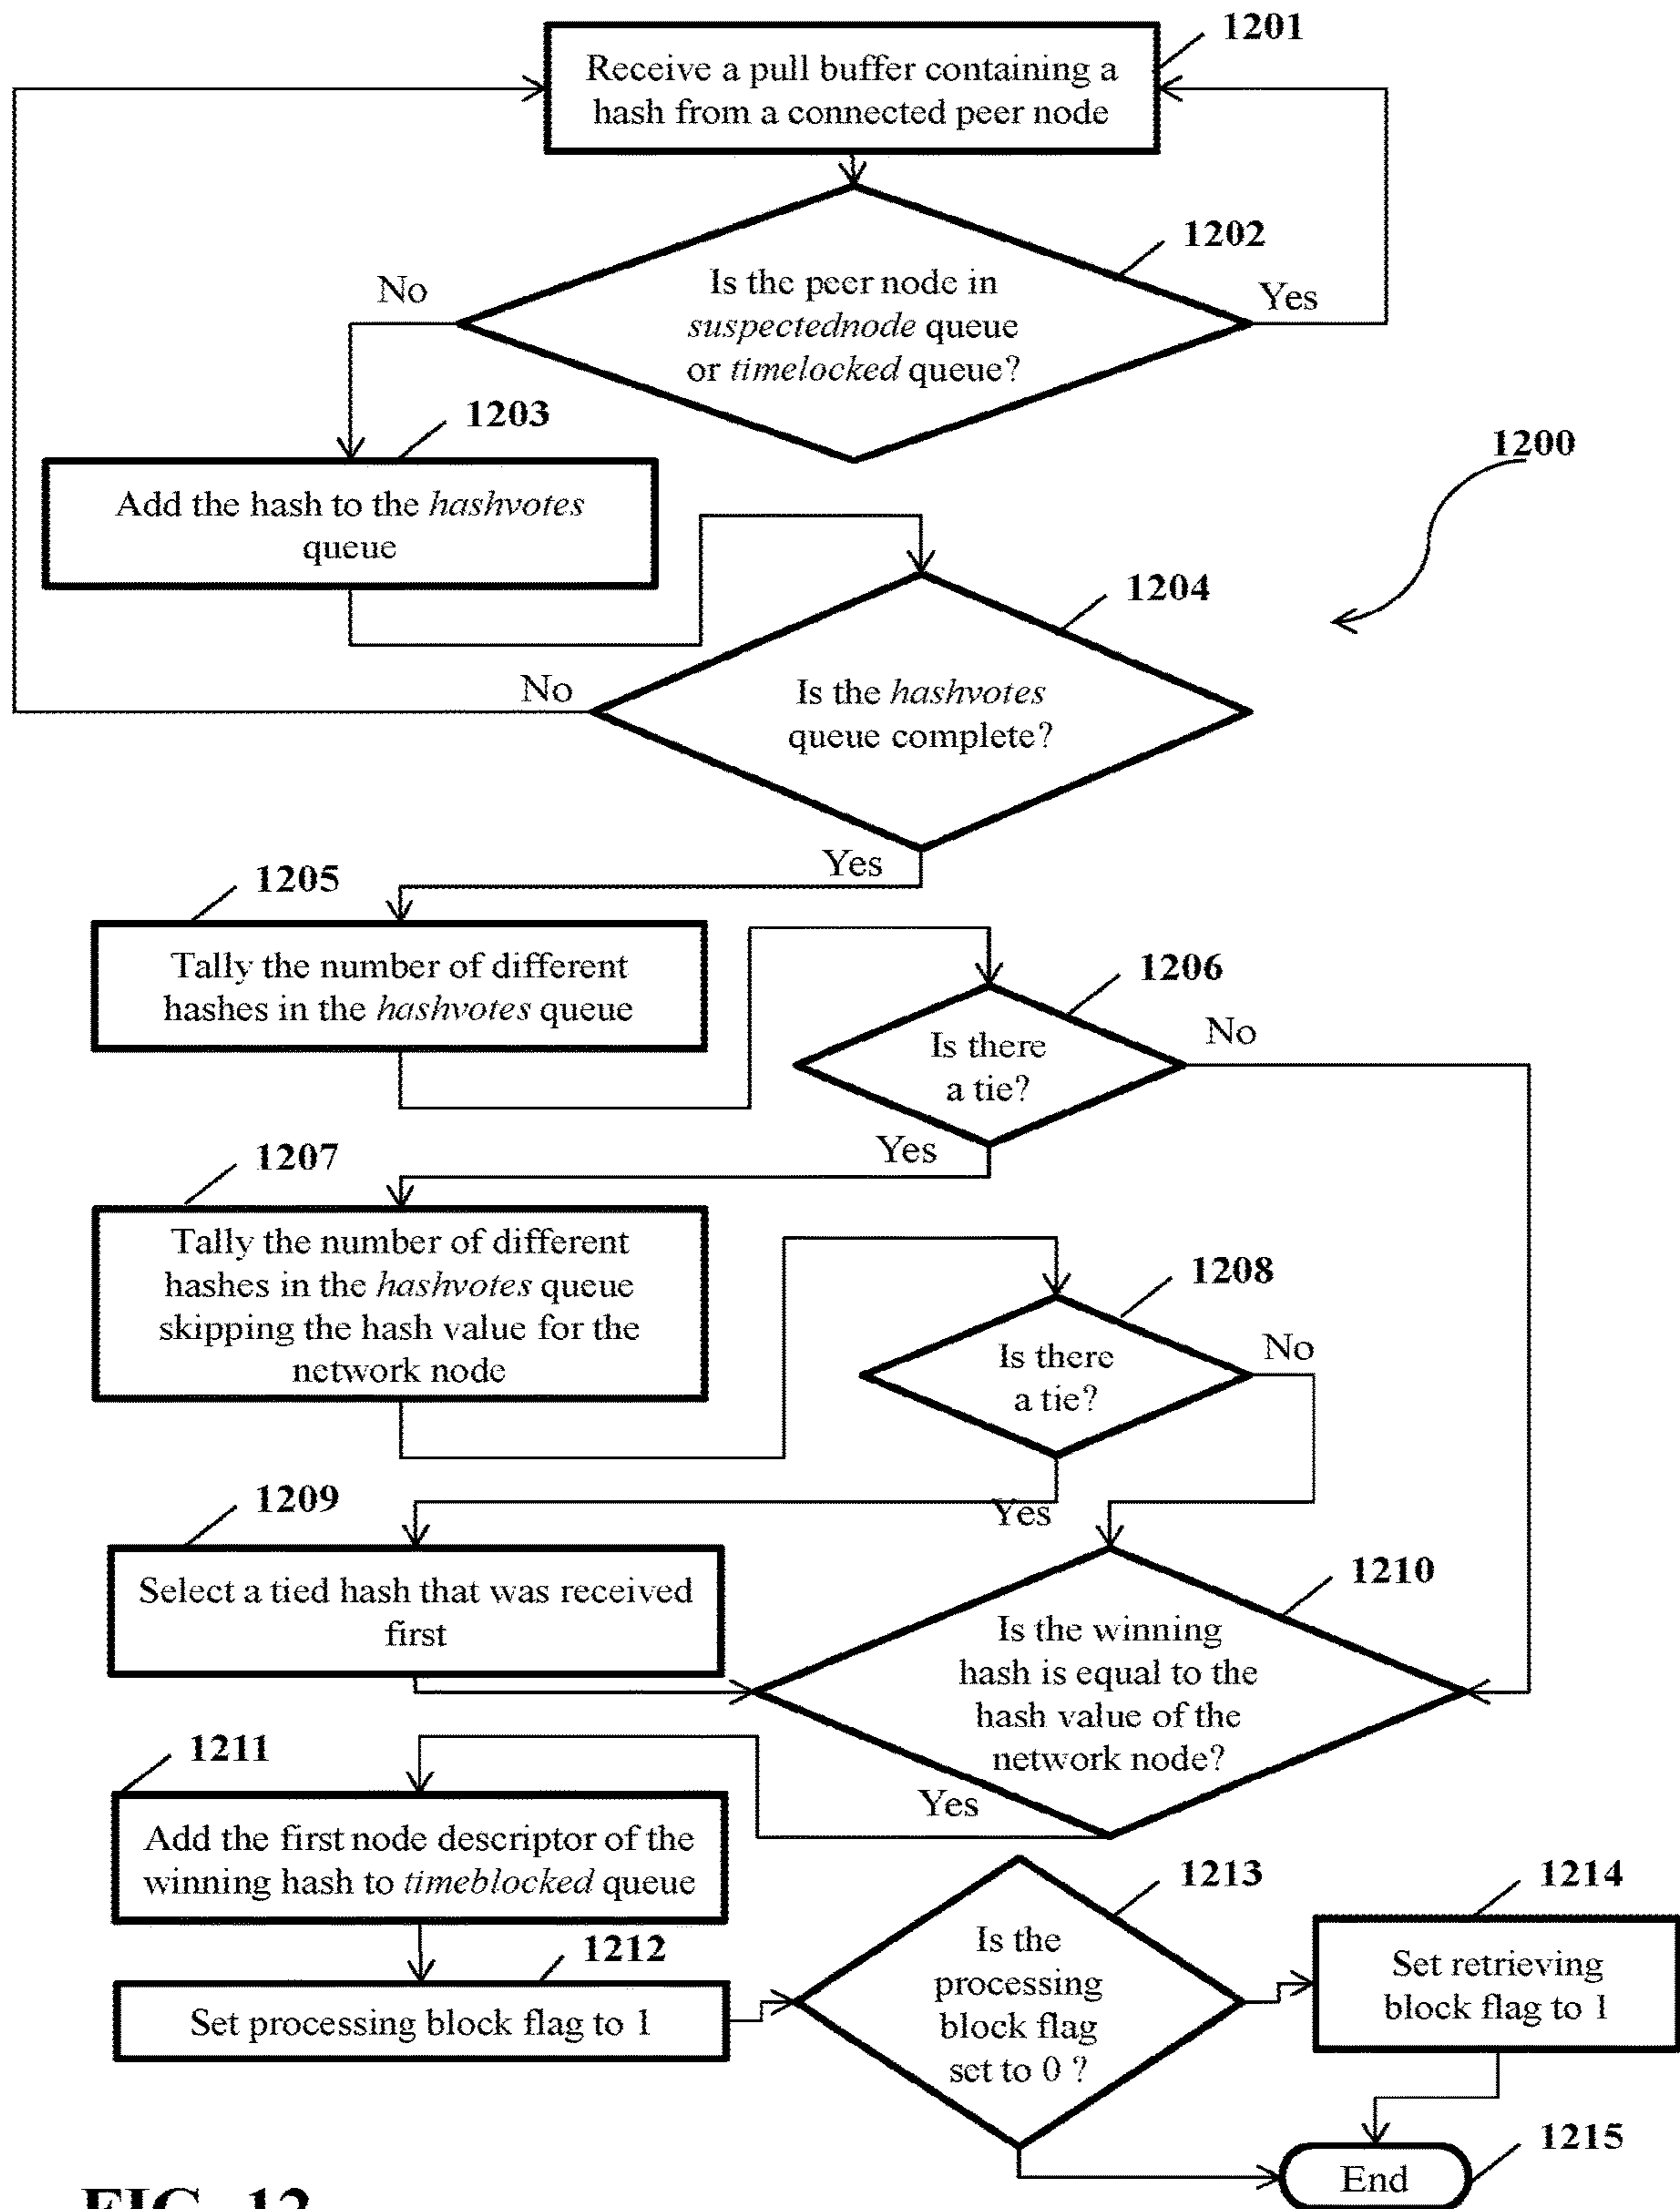 1201
Receive a pull buffer containing a
hash from a connected peer node
1202
No
Is the peer node in
suspectednode queue
or timelocked queue?
Yes
1203
1200
Add the hash to the hashvotes
queue
1204
No
Is the hashvotes
queue complete?
Yes
1205
Tally the number of different
hashes in the hashvotes queue
1206
No
Is there
a tie?
Yes
1207
Tally the number of different
hashes in the hashvotes queue
skipping the hash value for the
network node
1208
No
Is there
a tie?
Yes
1209
Select a tied hash that was received
first
1210
Is the winning
hash is equal to the
hash value of the
network node?
Yes
1211
Add the first node descriptor of the
winning hash to timeblocked queue
1212
Set processing block flag to 1
1213
Is the
processing
block flag
set to 0 ?
1214
Set retrieving
block flag to 1
1215
End
FIG. 12